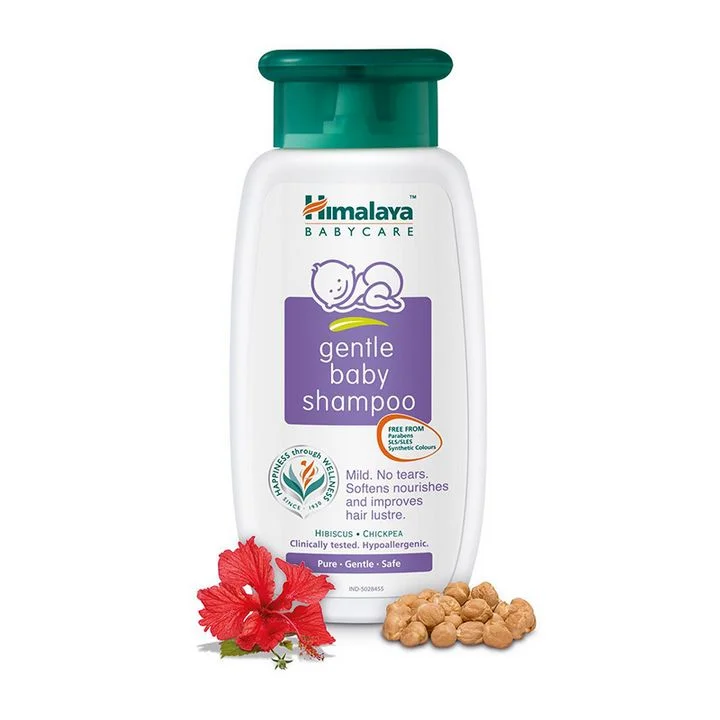 Himalaya™
BABYCARE
gentle
baby
shampoo
FREE FROM
Parabens
SLS/SLES
Synthetic Colours
HAPPINESS through WELLNESS
SINCE · 1930
Mild. No tears.
Softens nourishes
and improves
hair lustre.
HIBISCUS • CHICKPEA
Clinically tested. Hypoallergenic.
Pure · Gentle · Safe
IND-5028455